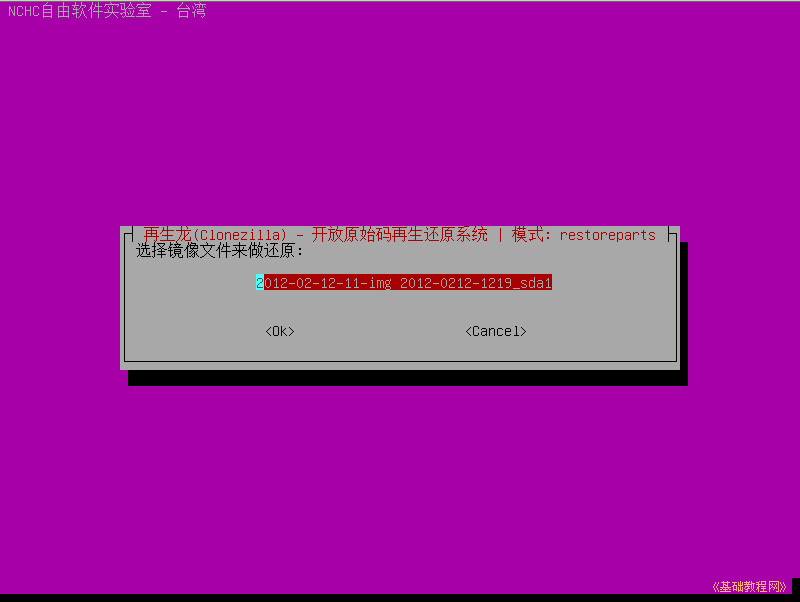 NCHC自由软件实验室 - 台湾
再生龙(Clonezilla) - 开放原始码再生还原系统 | 模式: restoreparts
选择镜像文件来做还原:
2012-02-12-11-img 2012-0212-1219_sda1
<Ok> <Cancel>
《基础教程网》